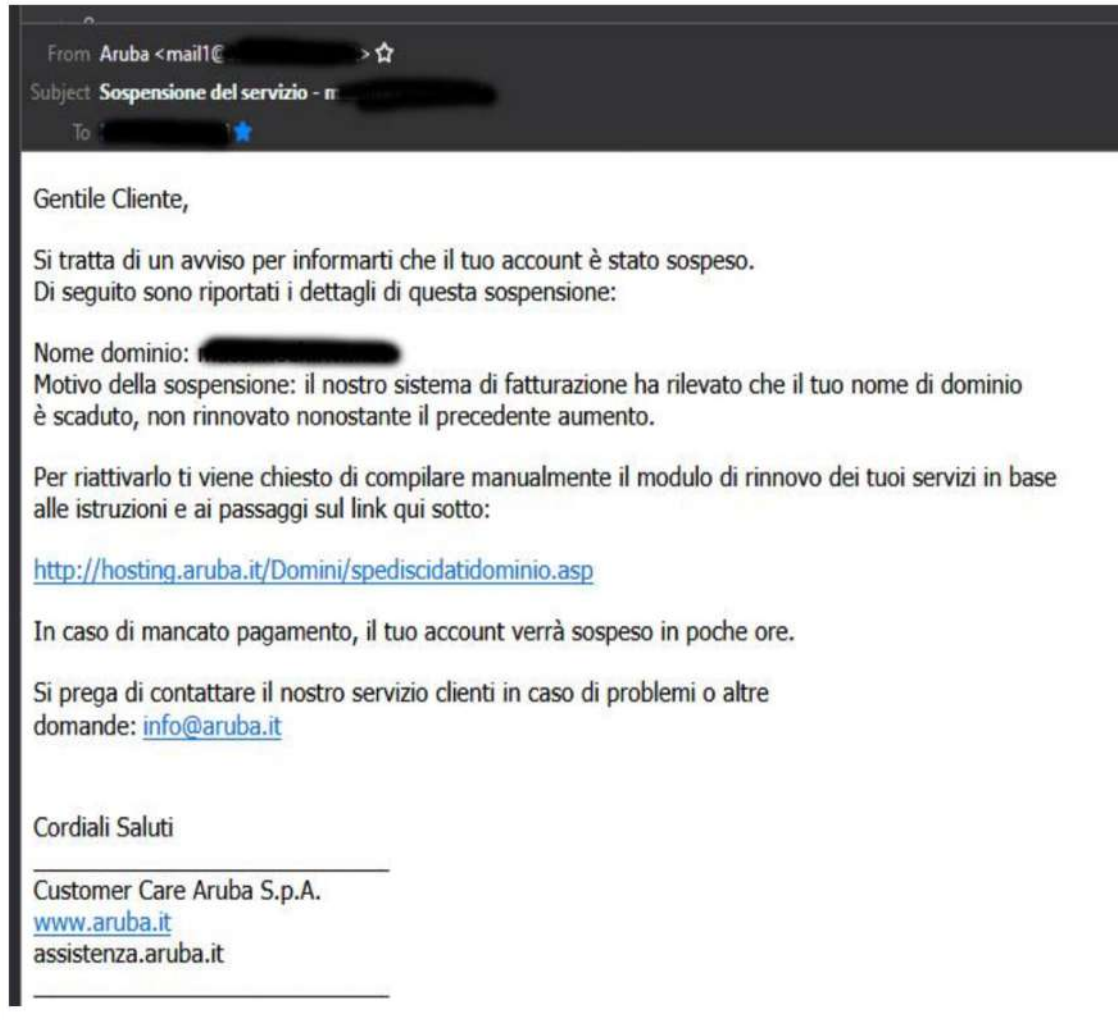 From Aruba <mail1@ >
Subject Sospensione del servizio - m
To
Gentile Cliente,
Si tratta di un avviso per informarti che il tuo account è stato sospeso.
Di seguito sono riportati i dettagli di questa sospensione:
Nome dominio:
Motivo della sospensione: il nostro sistema di fatturazione ha rilevato che il tuo nome di dominio
è scaduto, non rinnovato nonostante il precedente aumento.
Per riattivarlo ti viene chiesto di compilare manualmente il modulo di rinnovo dei tuoi servizi in base
alle istruzioni e ai passaggi sul link qui sotto:
http://hosting.aruba.it/Domini/spediscidatidominio.asp
In caso di mancato pagamento, il tuo account verrà sospeso in poche ore.
Si prega di contattare il nostro servizio clienti in caso di problemi o altre
domande: info@aruba.it
Cordiali Saluti
Customer Care Aruba S.p.A.
www.aruba.it
assistenza.aruba.it